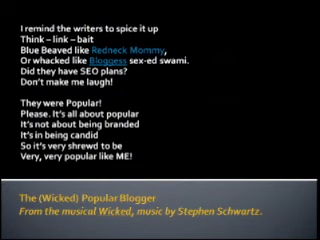 I remind the writers to spice it up
Think – link – bait
Blue Beaved like Redneck Mommy,
Or whacked like Bloggess sex-ed swami.
Did they have SEO plans?
Don't make me laugh!
They were Popular!
Please. It's all about popular
It's not about being branded
It's in being candid
So it's very shrewd to be
Very, very popular like ME!
The (Wicked) Popular Blogger
From the musical Wicked, music by Stephen Schwartz.